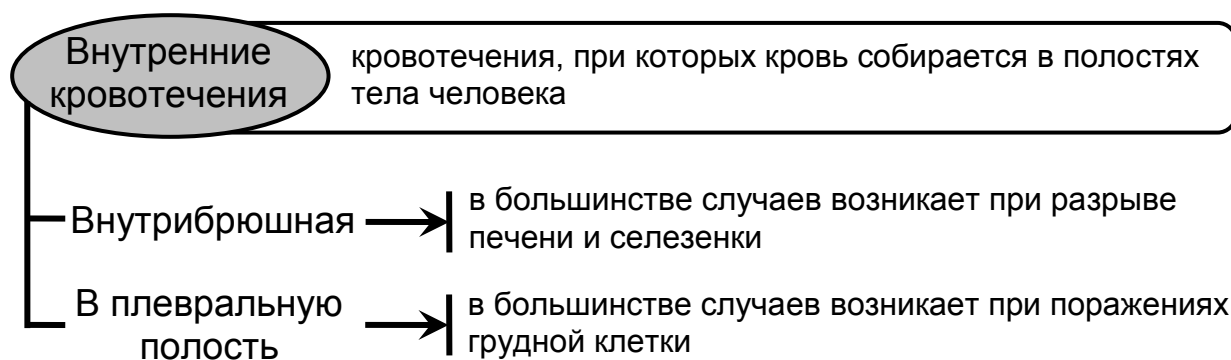 Внутренние
кровотечения
кровотечения, при которых кровь собирается в полостях
тела человека
Внутрибрюшная
в большинстве случаев возникает при разрыве
печени и селезенки
В плевральную
полость
в большинстве случаев возникает при поражениях
грудной клетки